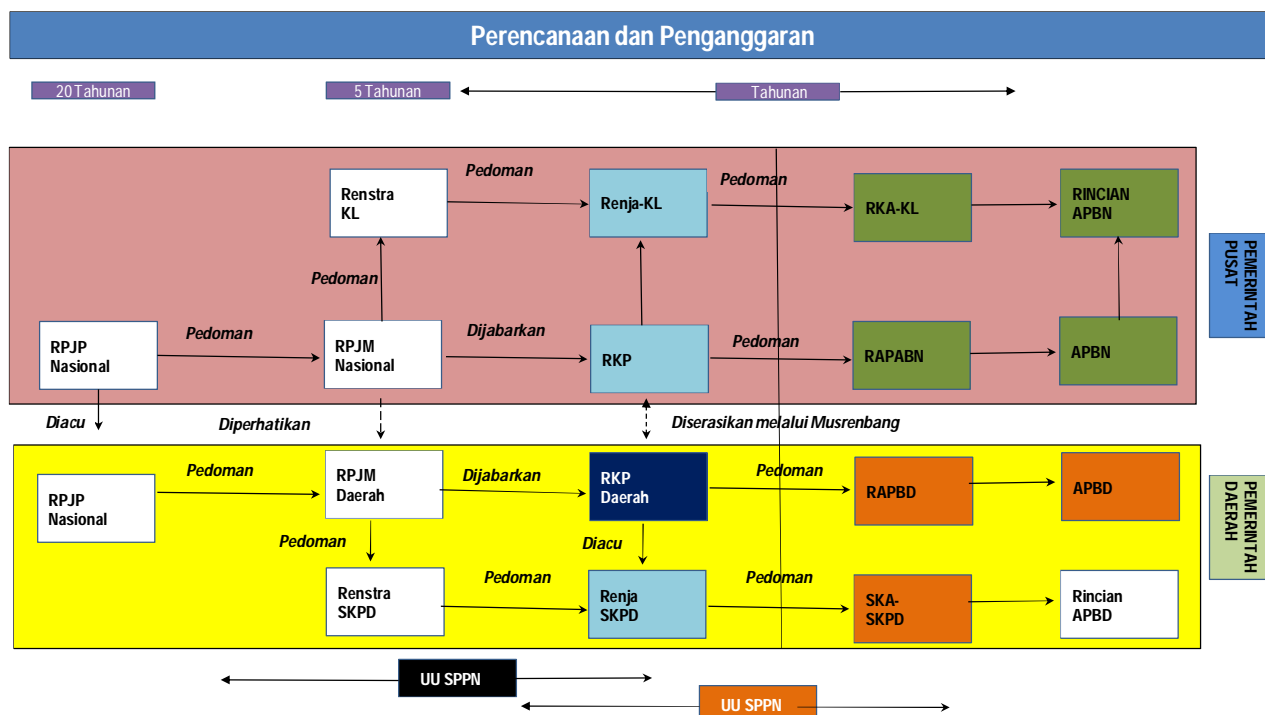 Perencanaan dan Penganggaran
20 Tahunan
5 Tahunan
Tahunan
Pedoman
Pedoman
Renstra
KL
Renja-KL
RKA-KL
RINCIAN
APBN
Pedoman
RPJP
Nasional
Pedoman
RPJM
Nasional
Dijabarkan
RKP
Pedoman
RAPABN
APBN
PEMERINTAH
PUSAT
Diacu
Diperhatikan
Diserasikan melalui Musrenbang
RPJP
Nasional
Pedoman
RPJM
Daerah
Dijabarkan
RKP
Daerah
Pedoman
RAPBD
APBD
Pedoman
Diacu
Renstra
SKPD
Pedoman
Renja
SKPD
Pedoman
SKA-
SKPD
Rincian
APBD
PEMERINTAH
DAERAH
UU SPPN
UU SPPN